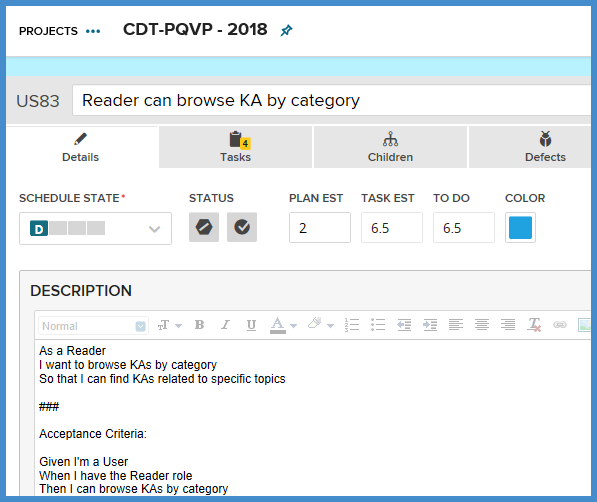 PROJECTS ••• CDT-PQVP - 2018
US83 Reader can browse KA by category
Details Tasks 4 Children Defects
SCHEDULE STATE* STATUS PLAN EST TASK EST TO DO COLOR
D 2 6.5 6.5
DESCRIPTION
Normal тT B I U A
As a Reader
I want to browse KAs by category
So that I can find KAs related to specific topics
###
Acceptance Criteria:
Given I'm a User
When I have the Reader role
Then I can browse KAs by category